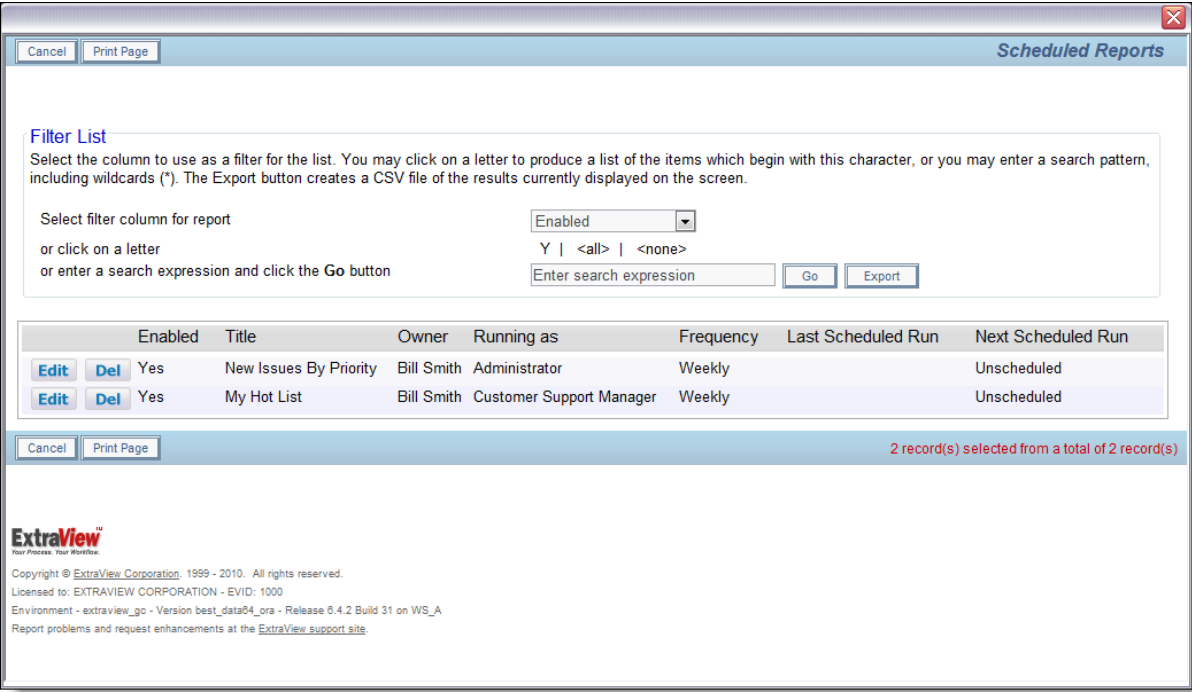 Cancel Print Page Scheduled Reports
Filter List
Select the column to use as a filter for the list. You may click on a letter to produce a list of the items which begin with this character, or you may enter a search pattern,
including wildcards (*). The Export button creates a CSV file of the results currently displayed on the screen.
Select filter column for report Enabled
or click on a letter Y | <all> | <none>
or enter a search expression and click the Go button Enter search expression Go Export
Enabled Title Owner Running as Frequency Last Scheduled Run Next Scheduled Run
Edit Del Yes New Issues By Priority Bill Smith Administrator Weekly Unscheduled
Edit Del Yes My Hot List Bill Smith Customer Support Manager Weekly Unscheduled
Cancel Print Page 2 record(s) selected from a total of 2 record(s)
ExtraView TM
Your Process. Your Workflow.
Copyright © ExtraView Corporation. 1999 - 2010. All rights reserved.
Licensed to: EXTRAVIEW CORPORATION - EVID: 1000
Environment - extraview_gc - Version best_data64_ora - Release 6.4.2 Build 31 on WS_A
Report problems and request enhancements at the ExtraView support site.